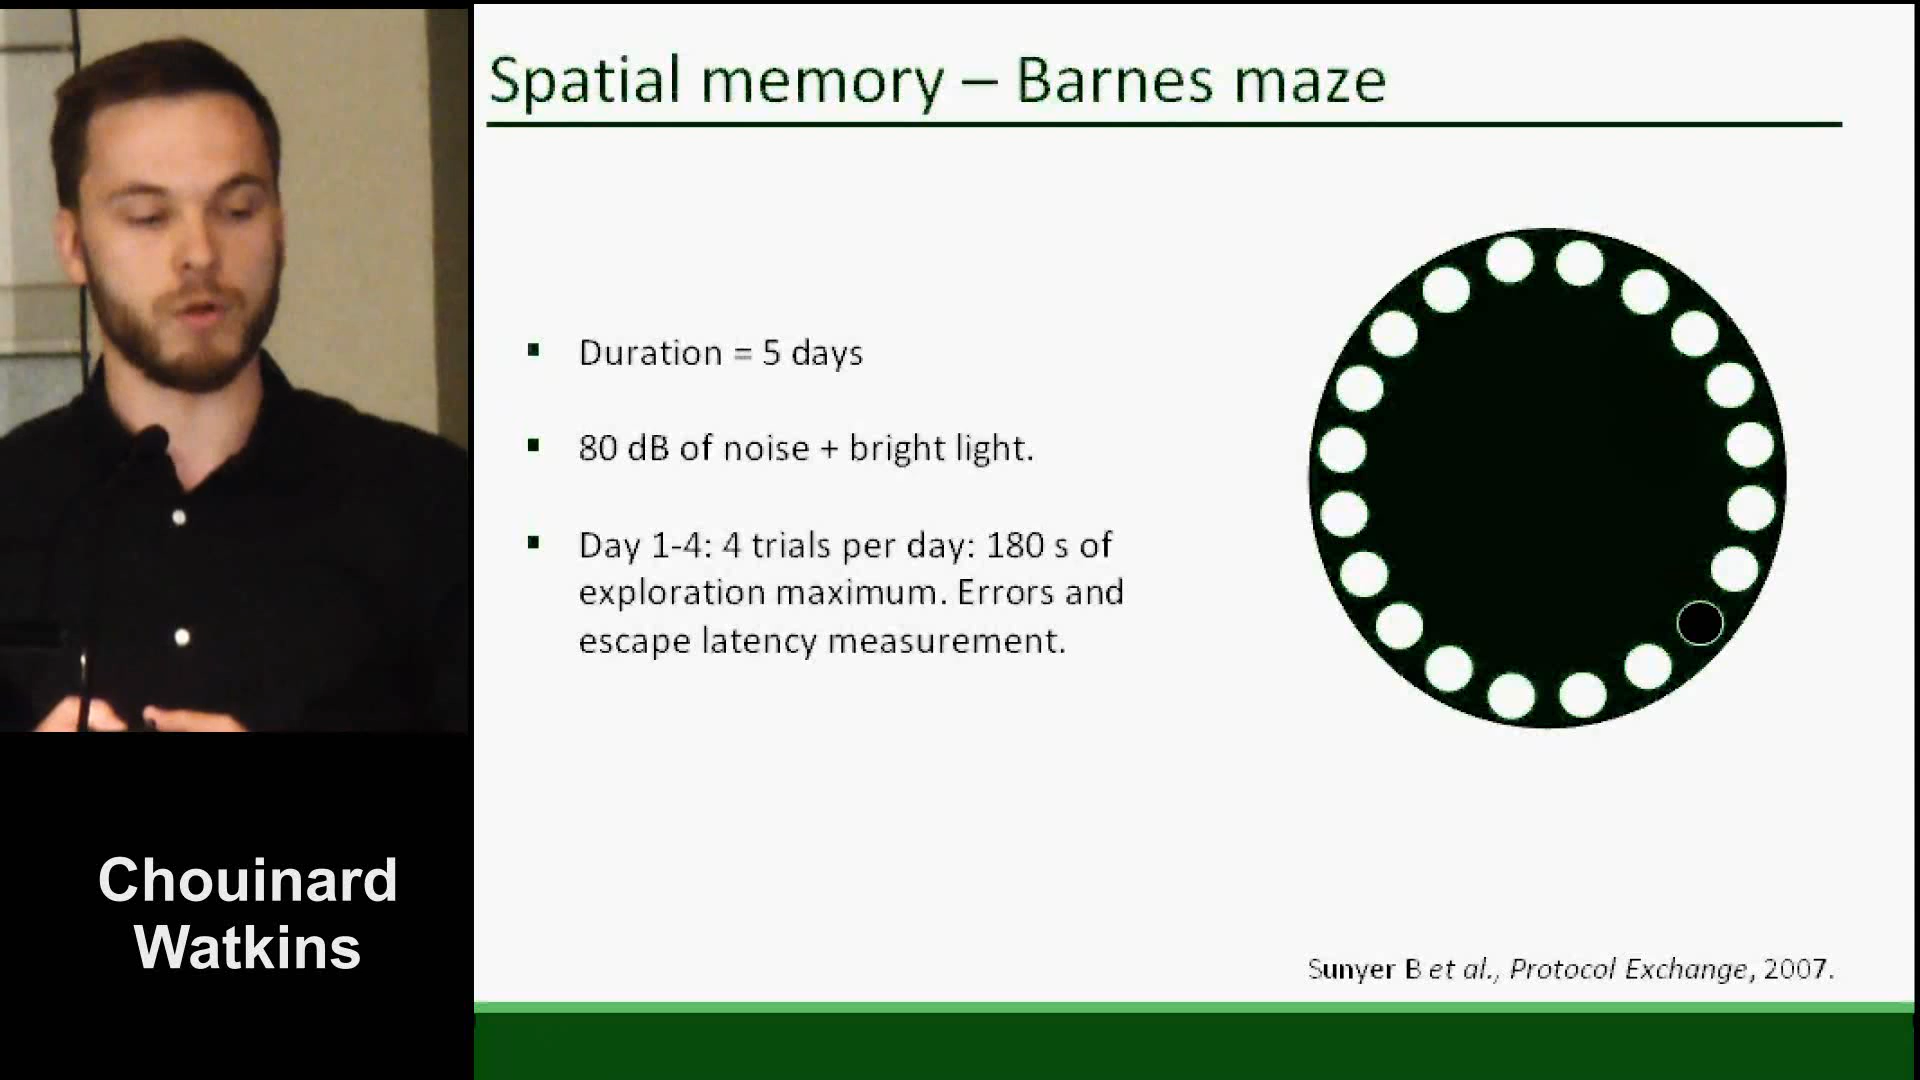 Spatial memory – Barnes maze
▪ Duration = 5 days
▪ 80 dB of noise + bright light.
▪ Day 1-4: 4 trials per day: 180 s of
exploration maximum. Errors and
escape latency measurement.
Sunyer B et al., Protocol Exchange, 2007.
Chouinard
Watkins